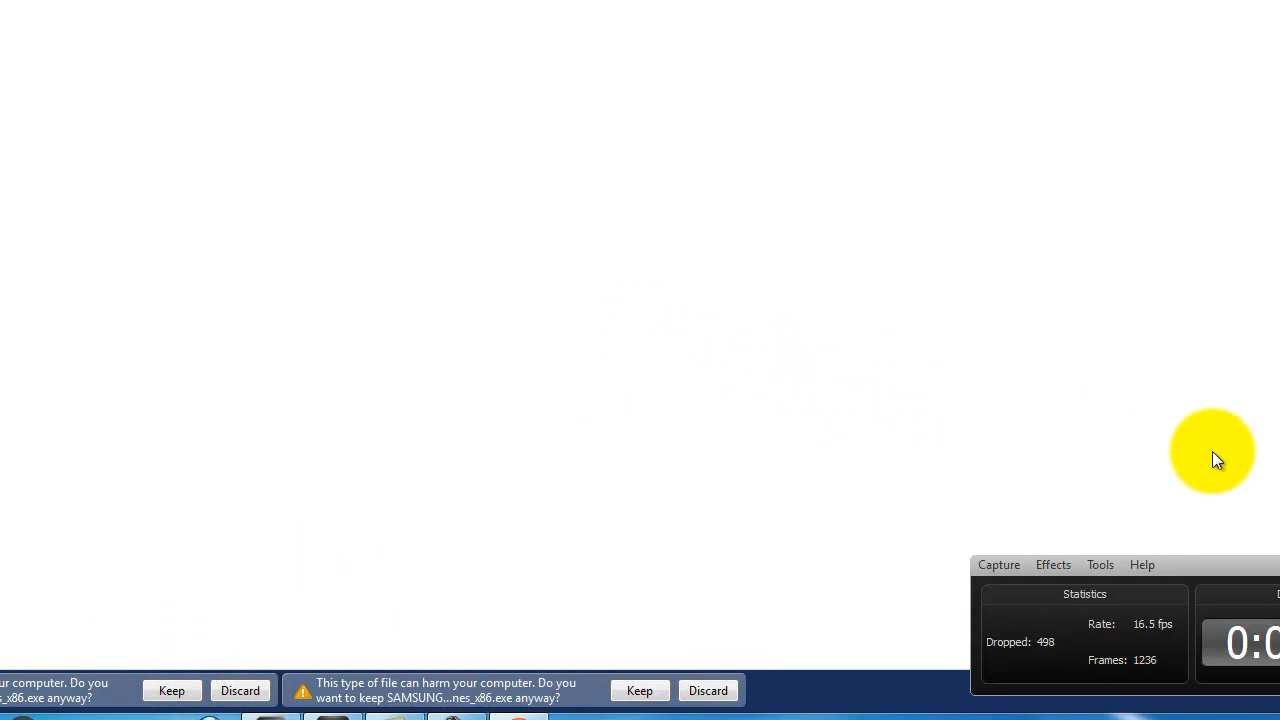 Capture Effects Tools Help
Statistics
Rate: 16.5 fps
Dropped: 498
Frames: 1236
0:0
ur computer. Do you
s_x86.exe anyway?
Keep
Discard
This type of file can harm your computer. Do you
want to keep SAMSUNG...nes_x86.exe anyway?
Keep
Discard